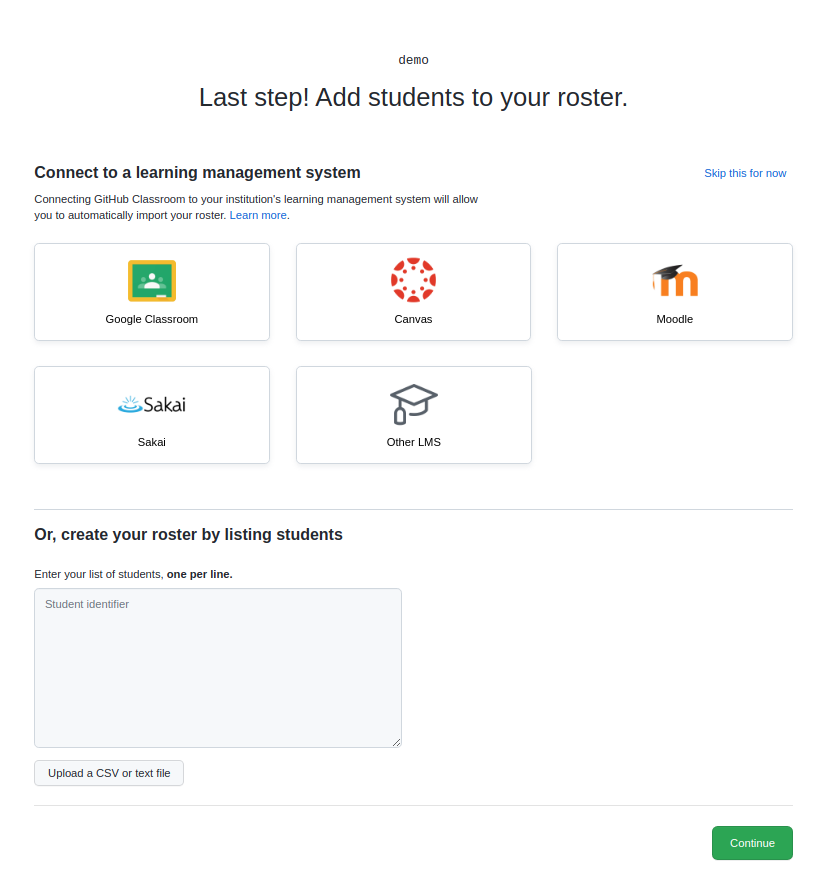 demo
Last step! Add students to your roster.
Connect to a learning management system
Skip this for now
Connecting GitHub Classroom to your institution's learning management system will allow
you to automatically import your roster. Learn more.
Google Classroom
Canvas
m
Moodle
Sakai
Sakai
Other LMS
Or, create your roster by listing students
Enter your list of students, one per line.
Student identifier
Upload a CSV or text file
Continue